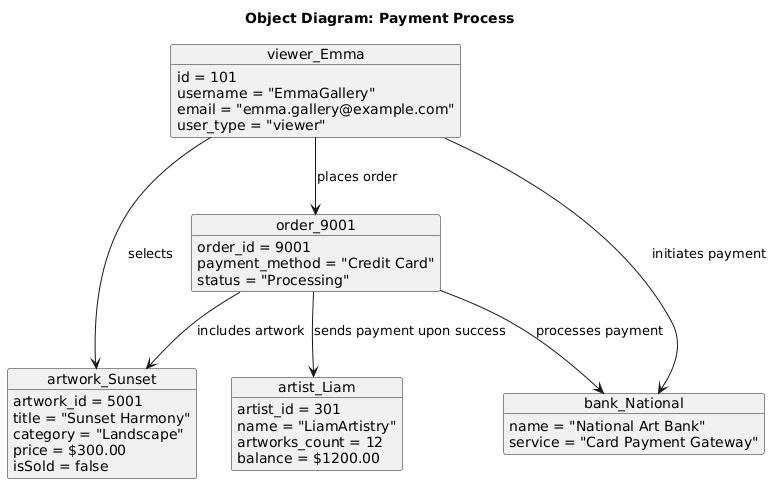 Object Diagram: Payment Process
viewer_Emma
id = 101
username = "EmmaGallery"
email = "emma.gallery@example.com"
user_type = "viewer"
places order
selects
initiates payment
order_9001
order_id = 9001
payment_method = "Credit Card"
status = "Processing"
includes artwork
sends payment upon success
processes payment
artwork_Sunset
artwork_id = 5001
title = "Sunset Harmony"
category = "Landscape"
price = $300.00
isSold = false
artist_Liam
artist_id = 301
name = "LiamArtistry"
artworks_count = 12
balance = $1200.00
bank_National
name = "National Art Bank"
service = "Card Payment Gateway"